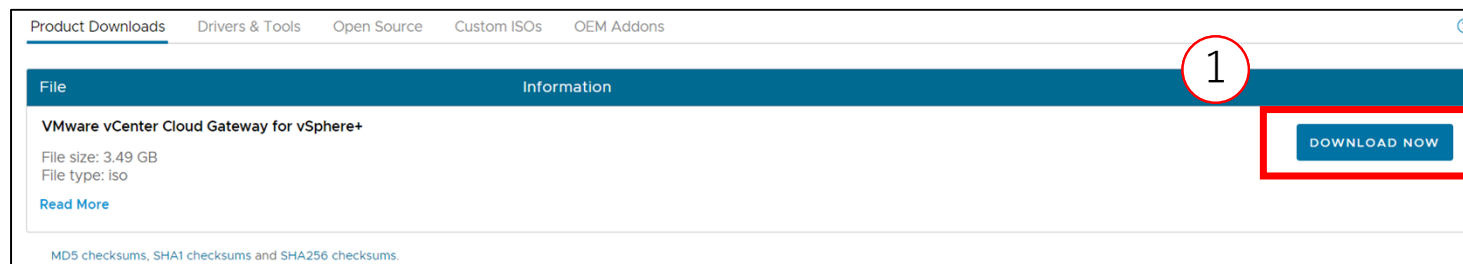 Product Downloads Drivers & Tools Open Source Custom ISOs OEM Addons
1
File Information
VMware vCenter Cloud Gateway for vSphere+
DOWNLOAD NOW
File size: 3.49 GB
File type: iso
Read More
MD5 checksums, SHA1 checksums and SHA256 checksums.